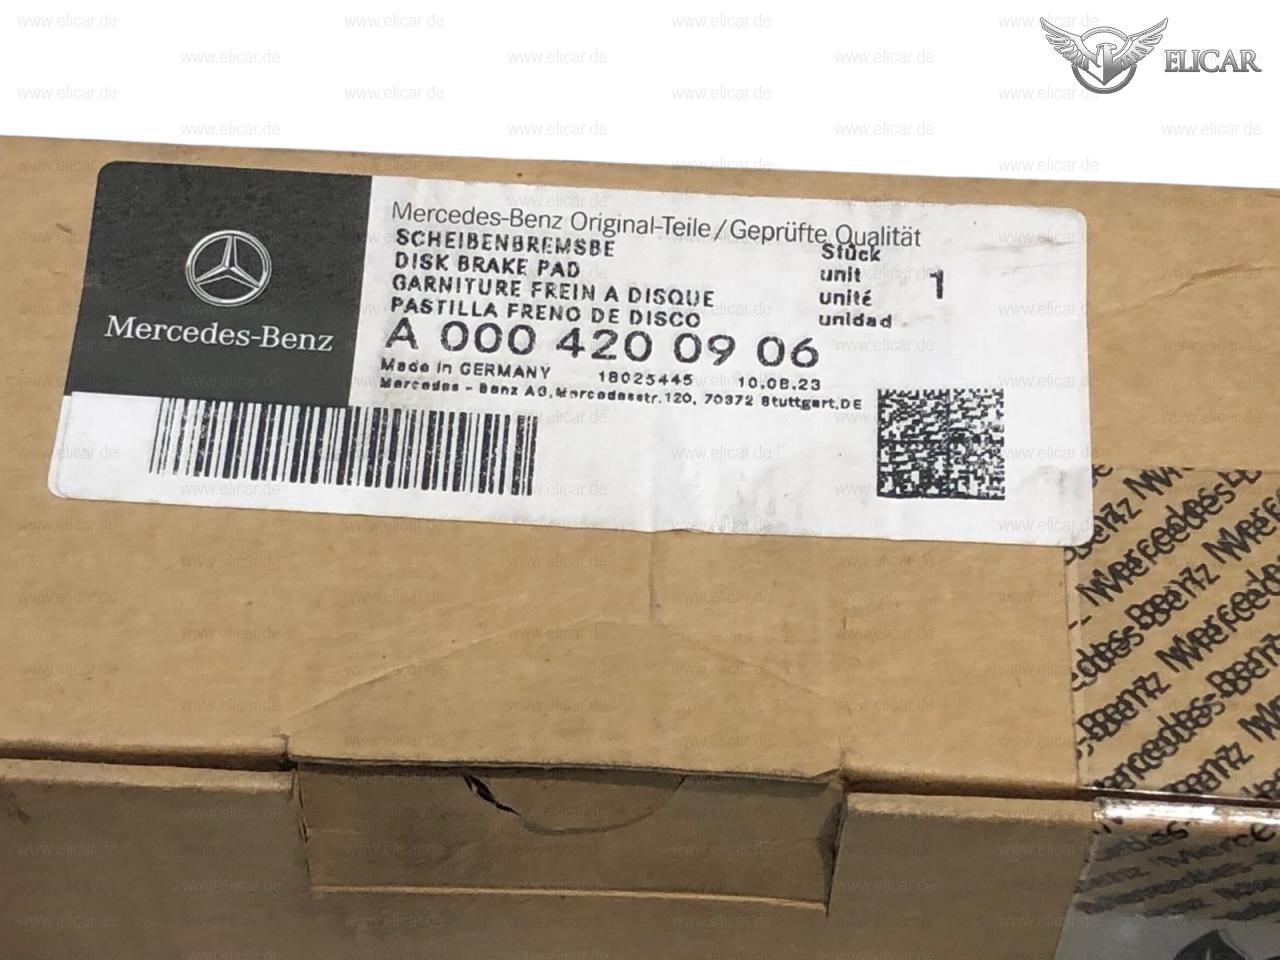 ELICAR
Mercedes-Benz Original-Teile/Geprüfte Qualität
SCHEIBENBREMSBE
DISK BRAKE PAD
GARNITURE FREIN A DISQUE
PASTILLA FRENO DE DISCO
Stück
unit
unité
unidad
1
A 000 420 09 06
Made in GERMANY 18025445 10.08.23
Mercedes - Benz AG, Mercedesstr.120, 70372 Stuttgart, DE
Mercedes-Benz
www.elicar.de